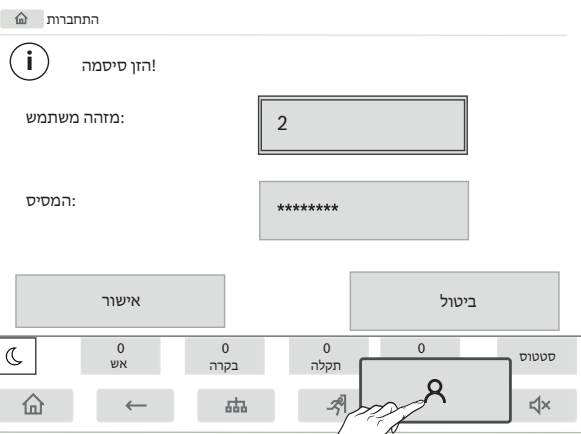 התחברות
!הזן סיסמה
:מזהה משתמש
2
:המסיס
********
אישור
ביטול
0
אש
0
בקרה
0
תקלה
0
סטטוס